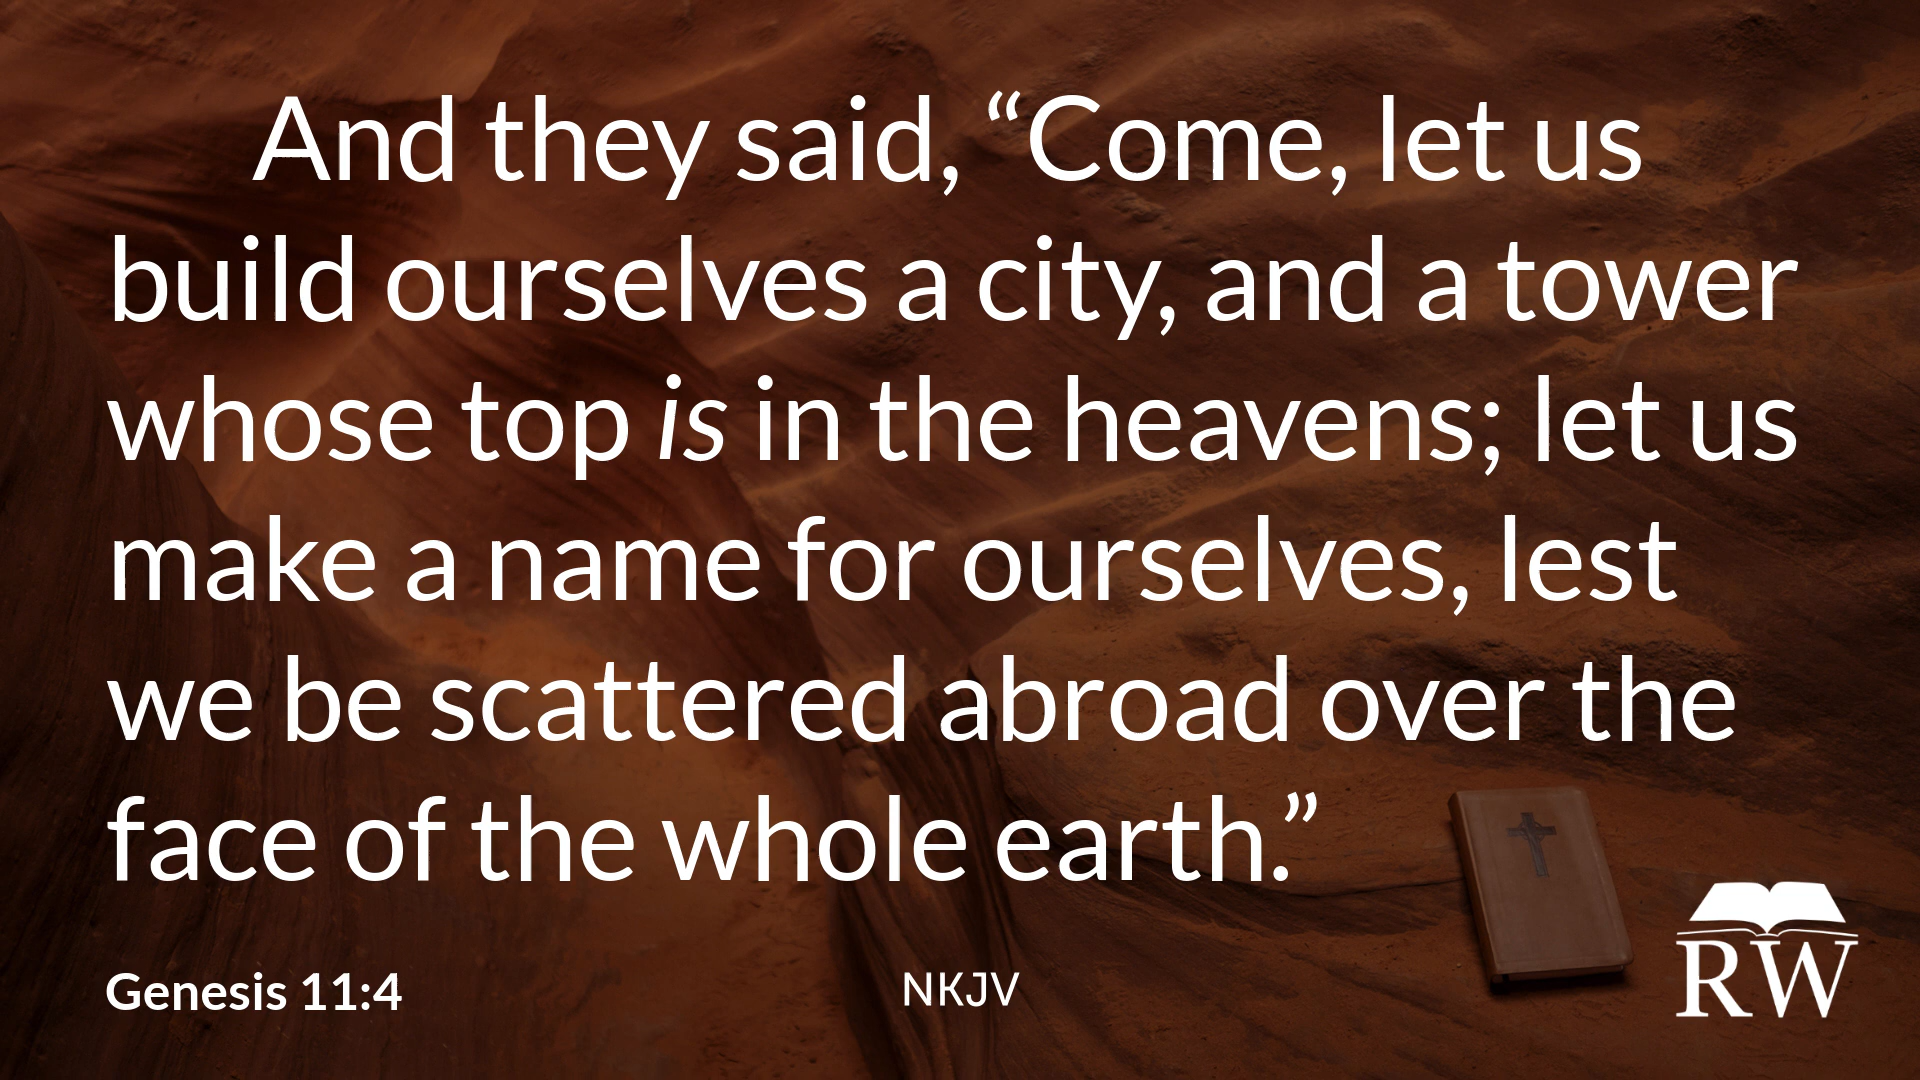 And they said, “Come, let us
build ourselves a city, and a tower
whose top is in the heavens; let us
make a name for ourselves, lest
we be scattered abroad over the
face of the whole earth.”
Genesis 11:4
NKJV
RW